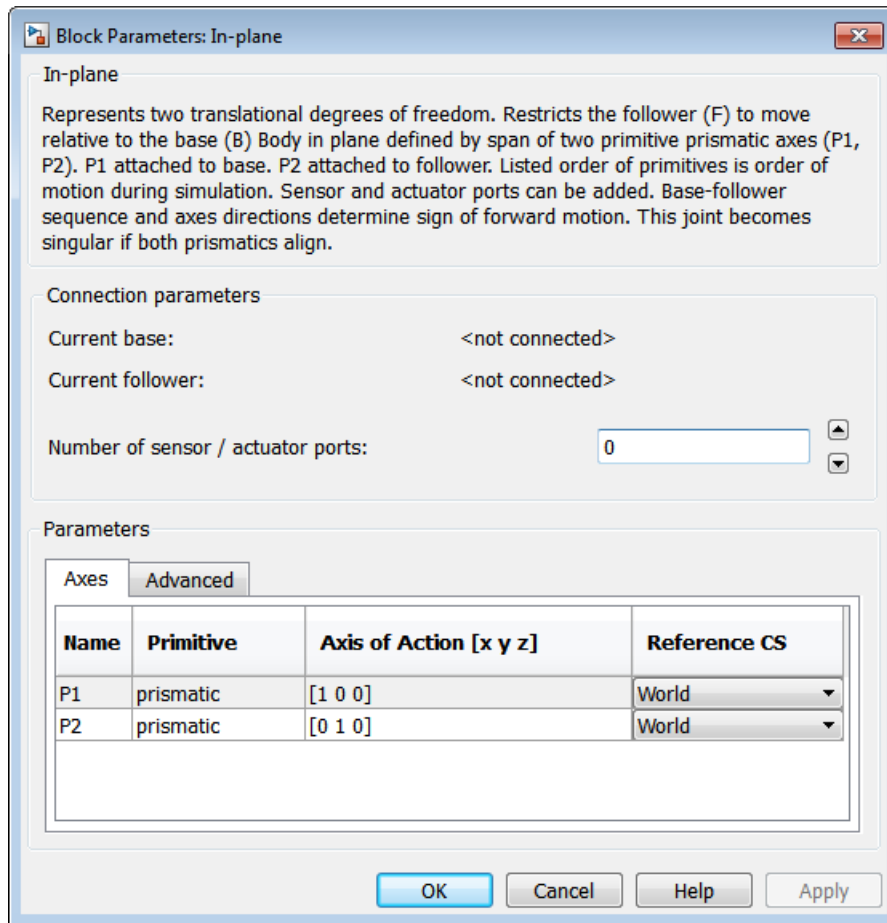 Block Parameters: In-plane
In-plane
Represents two translational degrees of freedom. Restricts the follower (F) to move
relative to the base (B) Body in plane defined by span of two primitive prismatic axes (P1,
P2). P1 attached to base. P2 attached to follower. Listed order of primitives is order of
motion during simulation. Sensor and actuator ports can be added. Base-follower
sequence and axes directions determine sign of forward motion. This joint becomes
singular if both prismatics align.
Connection parameters
Current base: <not connected>
Current follower: <not connected>
Number of sensor / actuator ports: 0
Parameters
Axes Advanced
Name Primitive Axis of Action [x y z] Reference CS
P1 prismatic [1 0 0] World
P2 prismatic [0 1 0] World
OK Cancel Help Apply